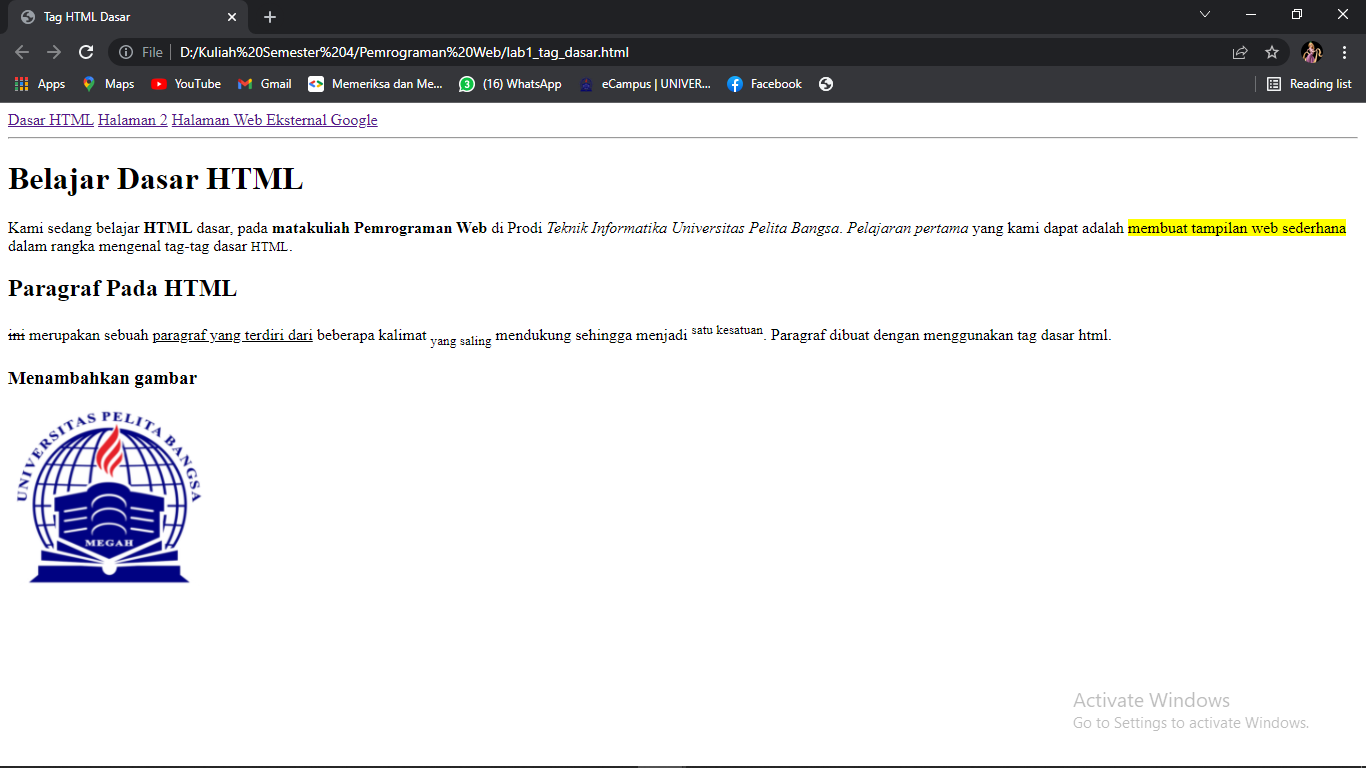 Tag HTML Dasar
File D:/Kuliah%20Semester%204/Pemrograman%20Web/lab1_tag_dasar.html
Apps Maps YouTube Gmail Memeriksa dan Me... (16) WhatsApp eCampus | UNIVER... Facebook Reading list
Dasar HTML Halaman 2 Halaman Web Eksternal Google
Belajar Dasar HTML
Kami sedang belajar HTML dasar, pada matakuliah Pemrograman Web di Prodi Teknik Informatika Universitas Pelita Bangsa. Pelajaran pertama yang kami dapat adalah membuat tampilan web sederhana
dalam rangka mengenal tag-tag dasar HTML.
Paragraf Pada HTML
ini merupakan sebuah paragraf yang terdiri dari beberapa kalimat yang saling mendukung sehingga menjadi satu kesatuan. Paragraf dibuat dengan menggunakan tag dasar html.
Menambahkan gambar
UNIVERSITAS PELITA BANGSA
MEGAH
Activate Windows
Go to Settings to activate Windows.